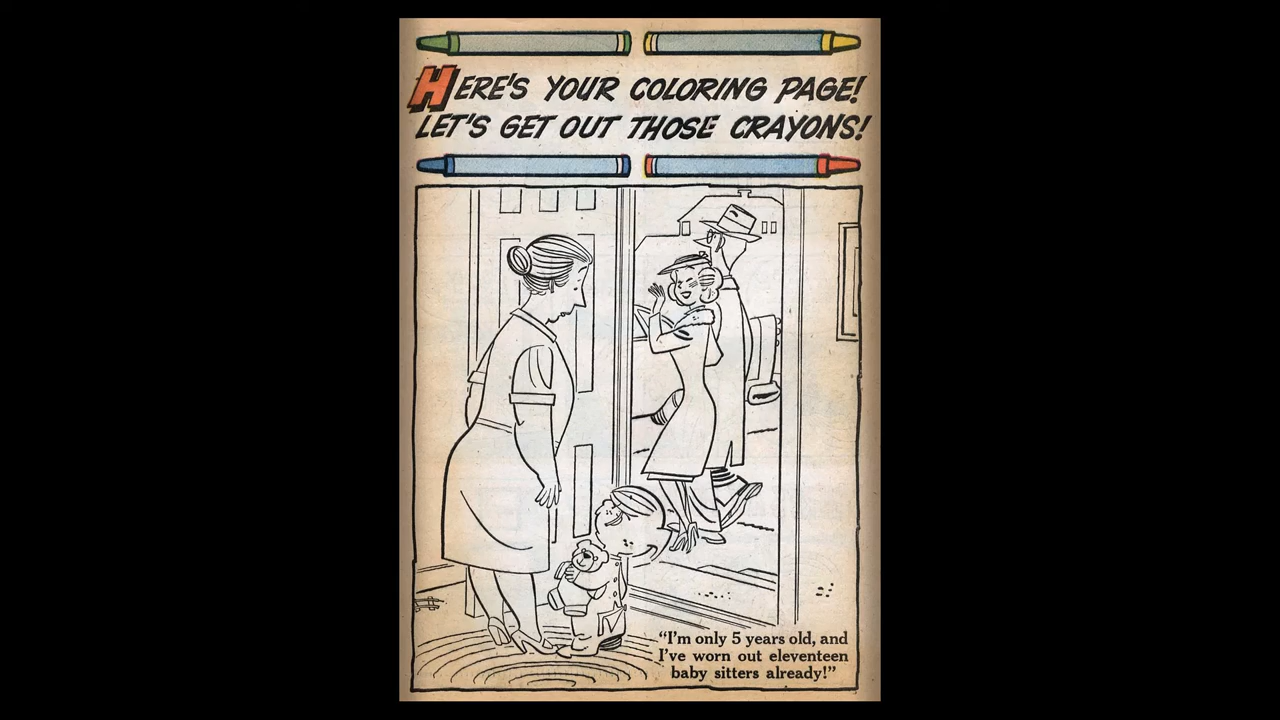 HERE'S YOUR COLORING PAGE!
LET'S GET OUT THOSE CRAYONS!
“I'm only 5 years old, and
I've worn out eleventeen
baby sitters already!”